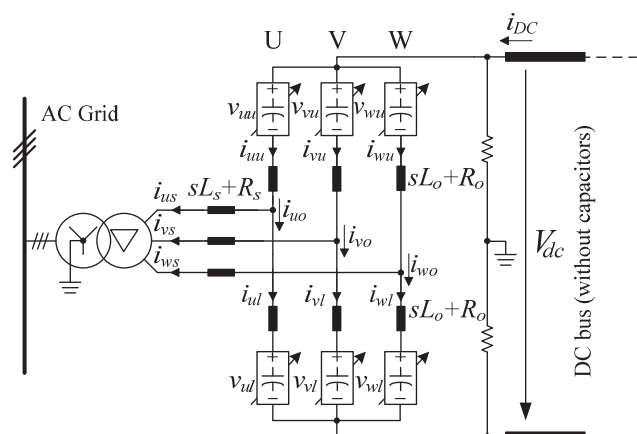 i_DC
U V W
AC Grid
v_uu v_vu v_wu
i_uu i_vu i_wu
i_us sL_s+R_s sL_o+R_o
i_vs i_uo
i_ws i_vo i_wo
i_ul i_vl i_wl sL_o+R_o
v_ul v_vl v_wl
V_dc
DC bus (without capacitors)